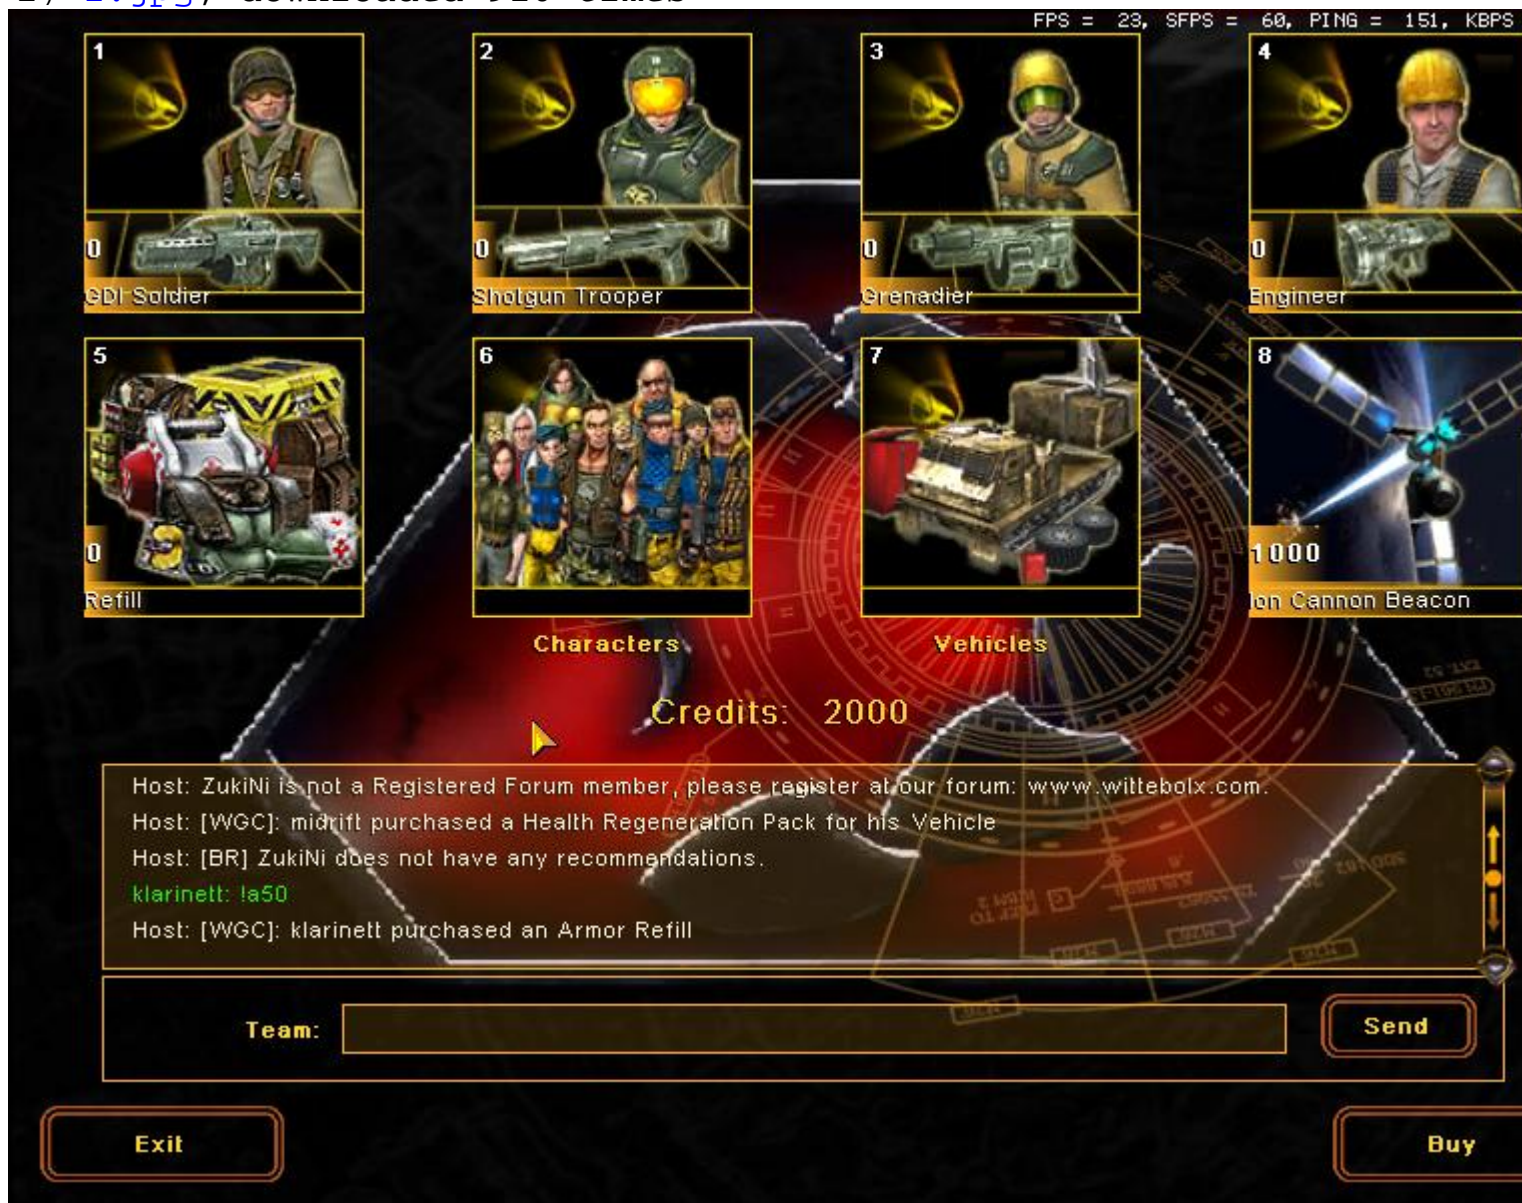 FPS = 23, SFPS = 60, PING = 151, KBPS
1 2 3 4
0 0 0 0
GDI Soldier Shotgun Trooper Grenadier Engineer
5 6 7 8
0 1000
Refill Ion Cannon Beacon
Characters Vehicles
Credits: 2000
Host: ZukiNi is not a Registered Forum member, please register at our forum: www.wittebolx.com.
Host: [WGC]: midrift purchased a Health Regeneration Pack for his Vehicle
Host: [BR] ZukiNi does not have any recommendations.
klarinett: !a50
Host: [WGC]: klarinett purchased an Armor Refill
Team: Send
Exit Buy